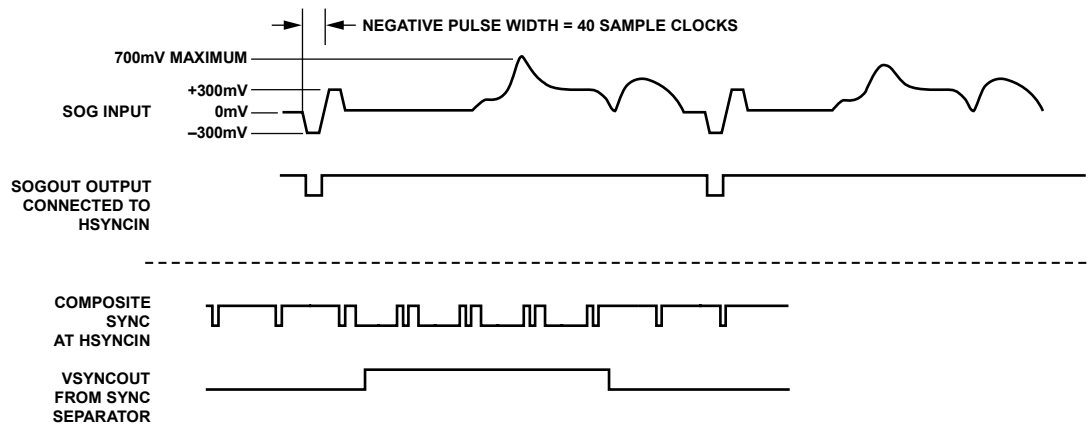 NEGATIVE PULSE WIDTH = 40 SAMPLE CLOCKS
700mV MAXIMUM
+300mV
SOG INPUT
0mV
–300mV
SOGOUT OUTPUT
CONNECTED TO
HSYNCIN
COMPOSITE
SYNC
AT HSYNCIN
VSYNCOUT
FROM SYNC
SEPARATOR